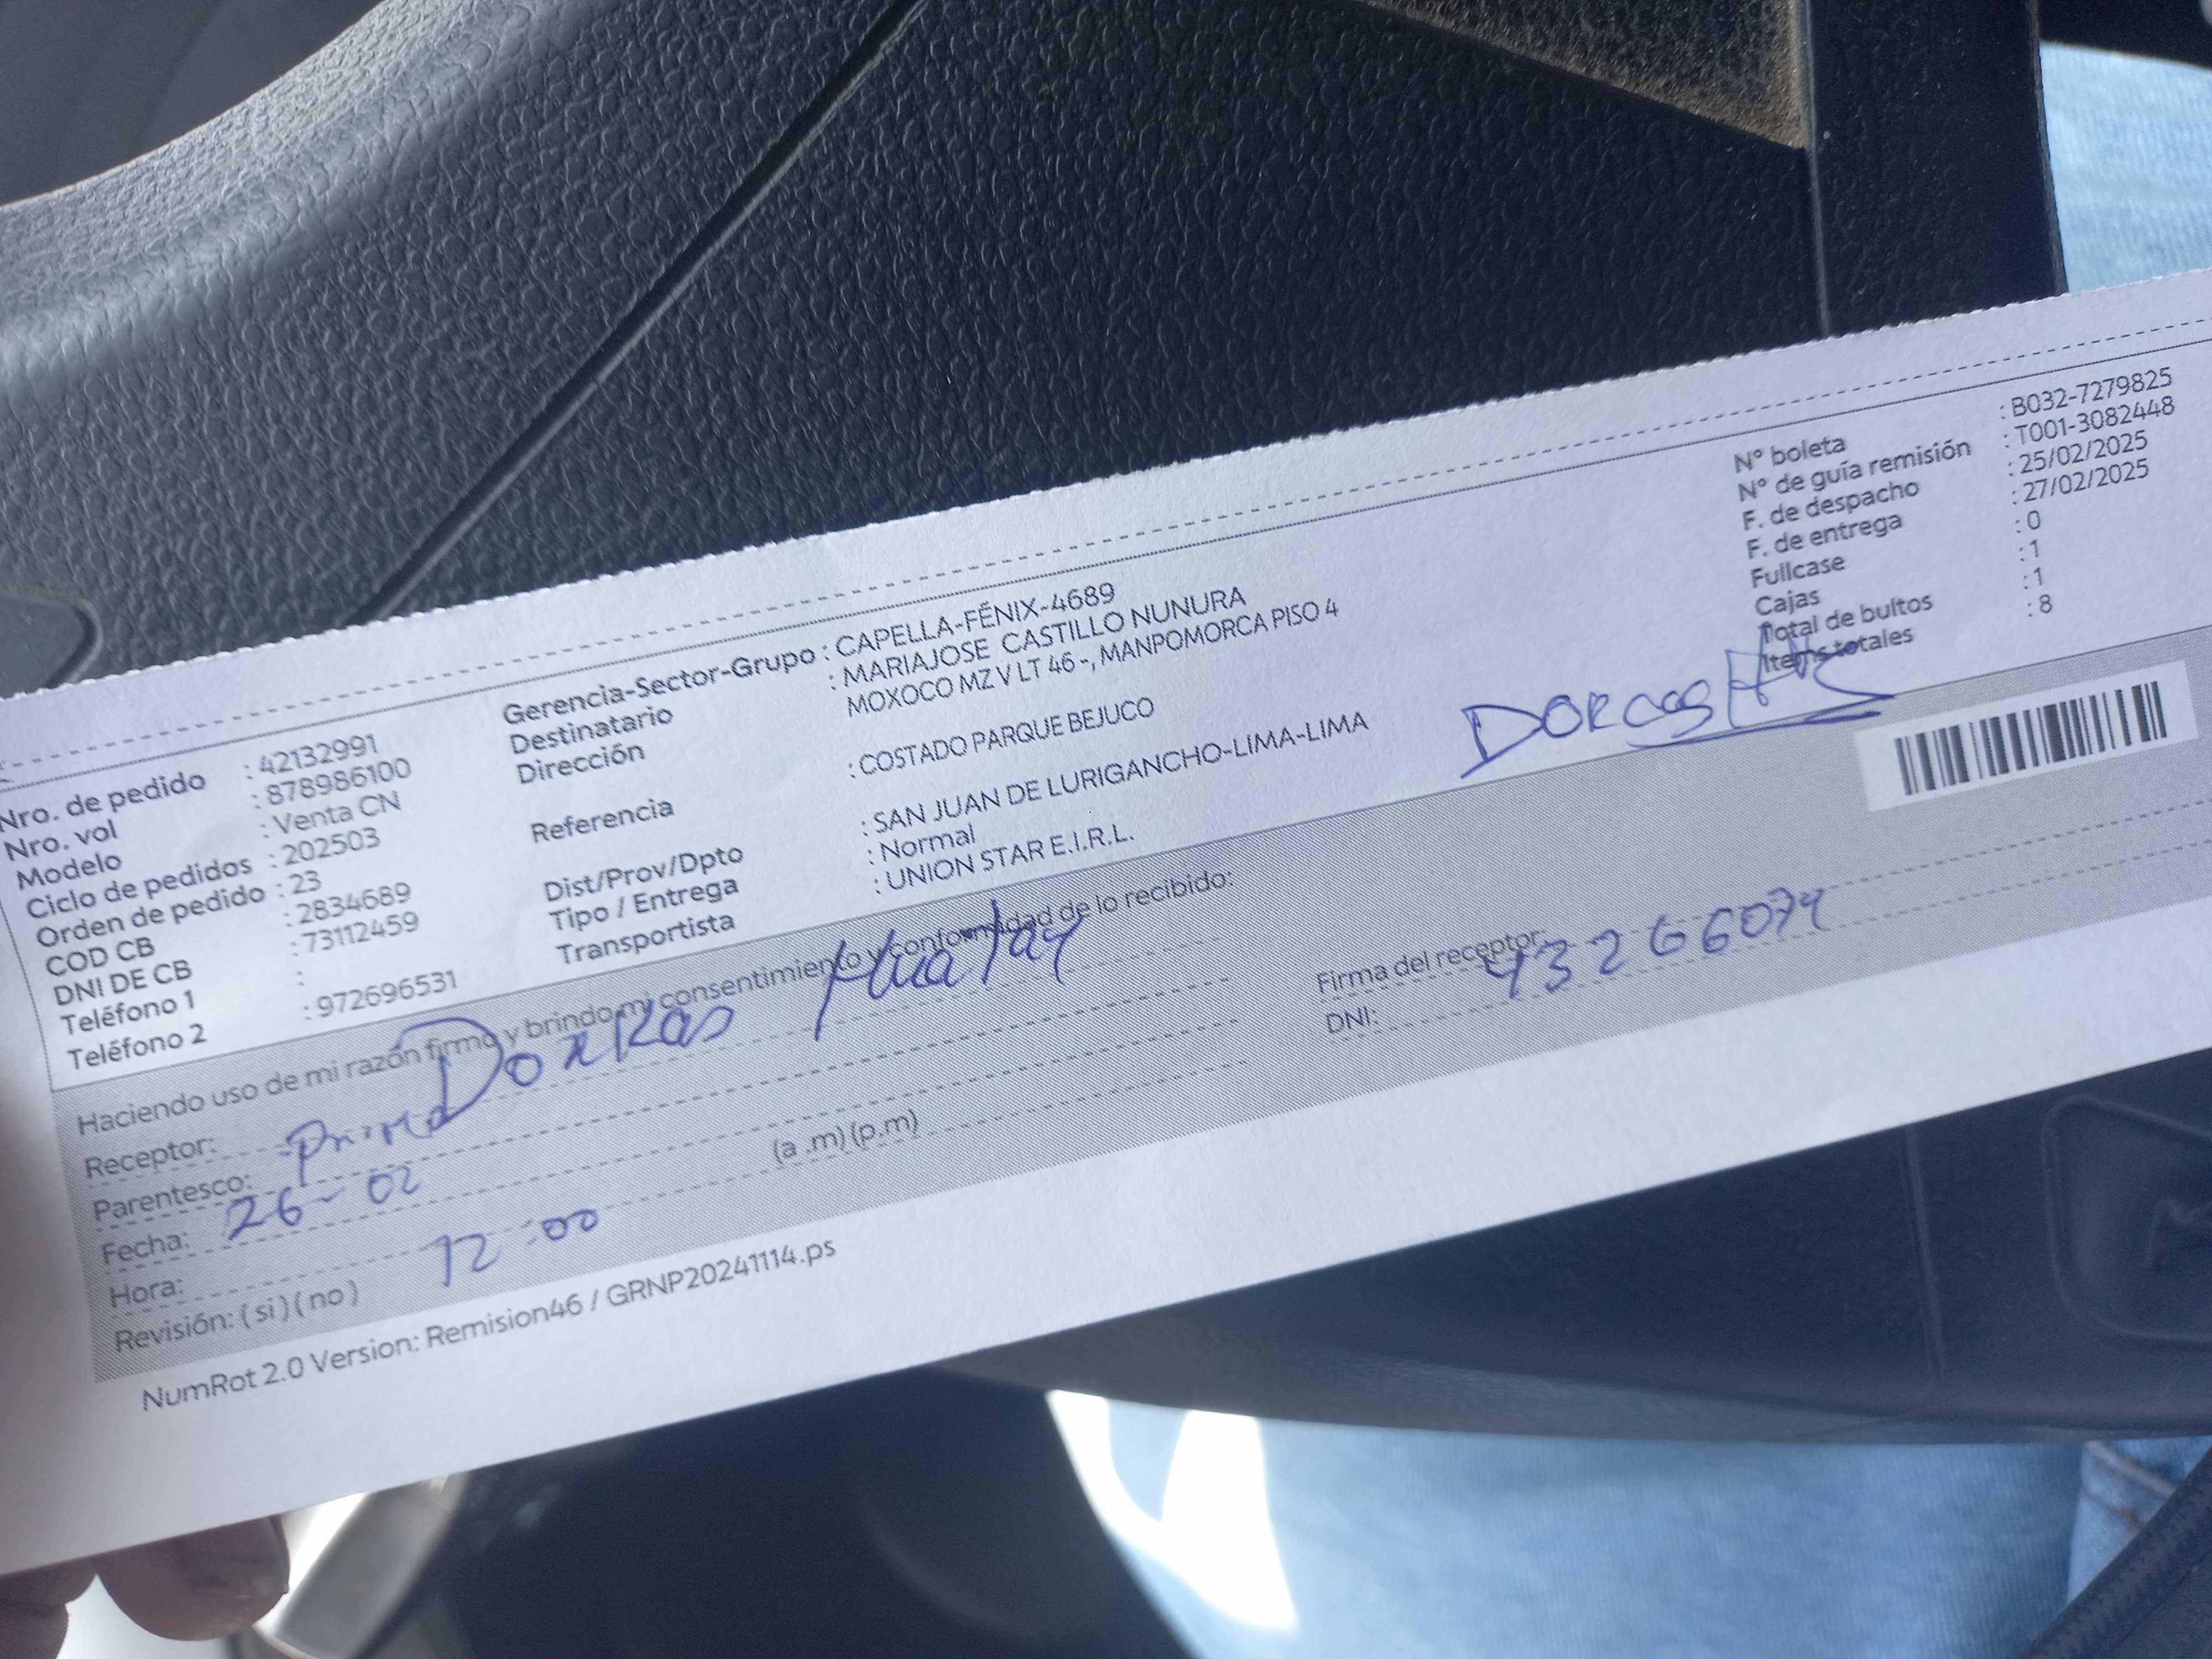 Nro. de pedido : 42132991
Nro. vol : 878986100
Modelo : Venta CN
Ciclo de pedidos : 202503
Orden de pedido : 23
COD CB : 2834689
DNI DE CB : 73112459
Teléfono 1 :
Teléfono 2 : 972696531
Gerencia-Sector-Grupo : CAPELLA-FÉNIX-4689
Destinatario : MARIAJOSE CASTILLO NUNURA
Dirección MOXOCO MZ V LT 46 -, MANPOMORCA PISO 4
Referencia : COSTADO PARQUE BEJUCO
Dist/Prov/Dpto : SAN JUAN DE LURIGANCHO-LIMA-LIMA
Tipo / Entrega : Normal
Transportista : UNION STAR E.I.R.L.
N° boleta : B032-7279825
N° de guía remisión : T001-3082448
F. de despacho : 25/02/2025
F. de entrega : 27/02/2025
Fullcase : 0
Cajas : 1
Total de bultos : 1
Items totales : 8
Haciendo uso de mi razón firmo y brindo mi consentimiento y conformidad de lo recibido:
Receptor: Dorkas
Parentesco: Prima
Fecha: 26-02
Hora: 12:00 (a .m) (p.m)
Revisión: ( si ) ( no )
Firma del receptor:
DNI:
NumRot 2.0 Version: Remision46 / GRNP20241114.ps